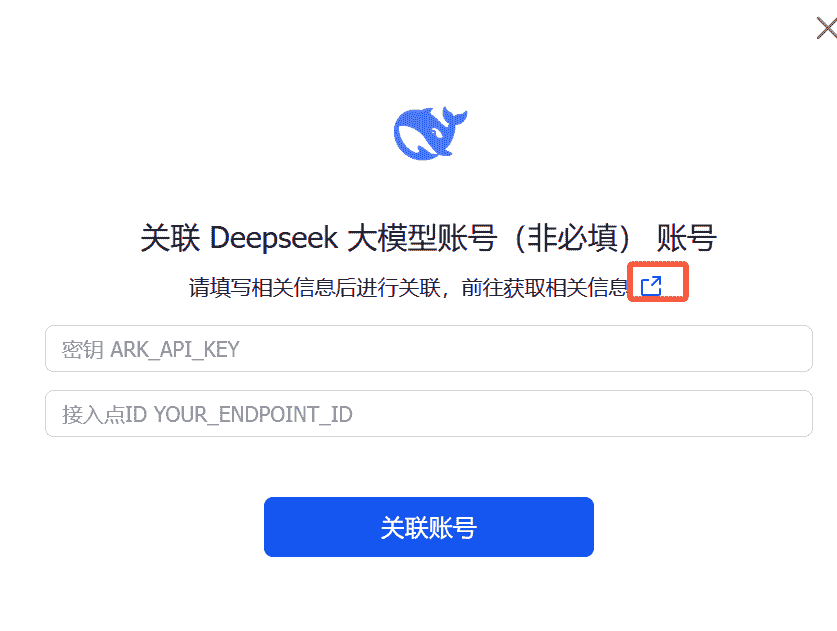 关联 Deepseek 大模型账号（非必填） 账号
请填写相关信息后进行关联，前往获取相关信息
密钥 ARK_API_KEY
接入点ID YOUR_ENDPOINT_ID
关联账号